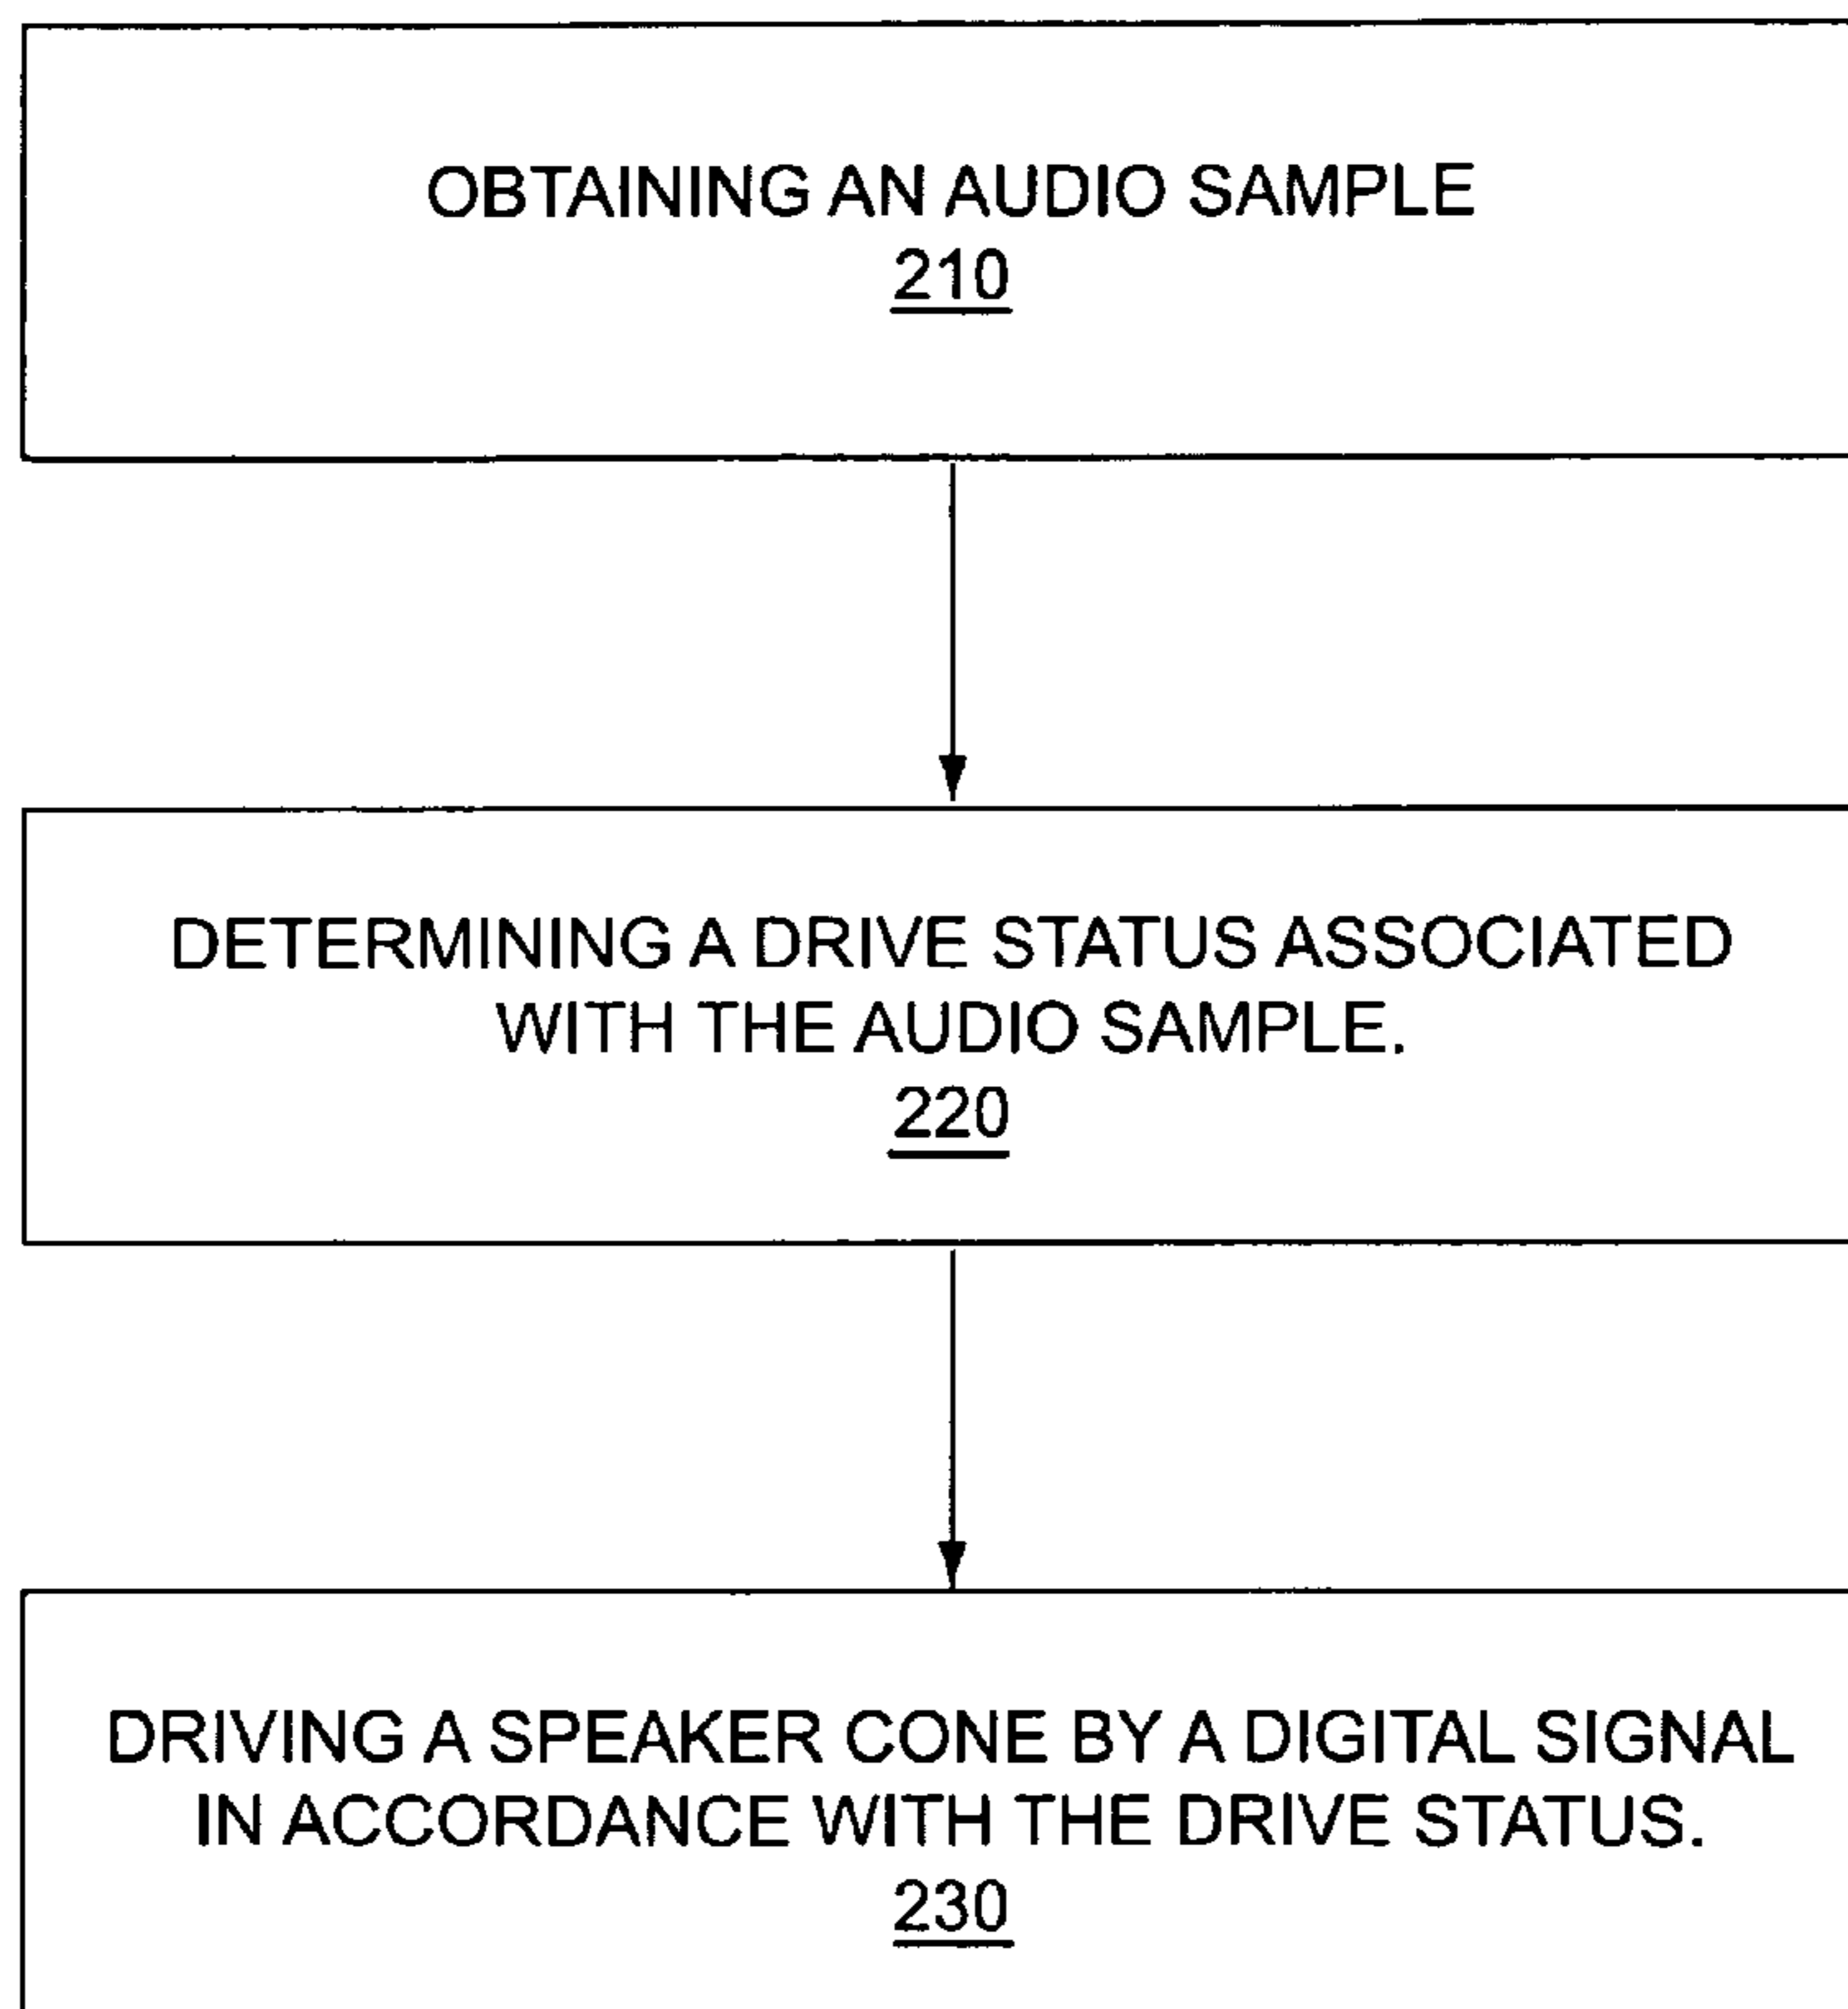 OBTAINING AN AUDIO SAMPLE
210
DETERMINING A DRIVE STATUS ASSOCIATED
WITH THE AUDIO SAMPLE.
220
DRIVING A SPEAKER CONE BY A DIGITAL SIGNAL
IN ACCORDANCE WITH THE DRIVE STATUS.
230